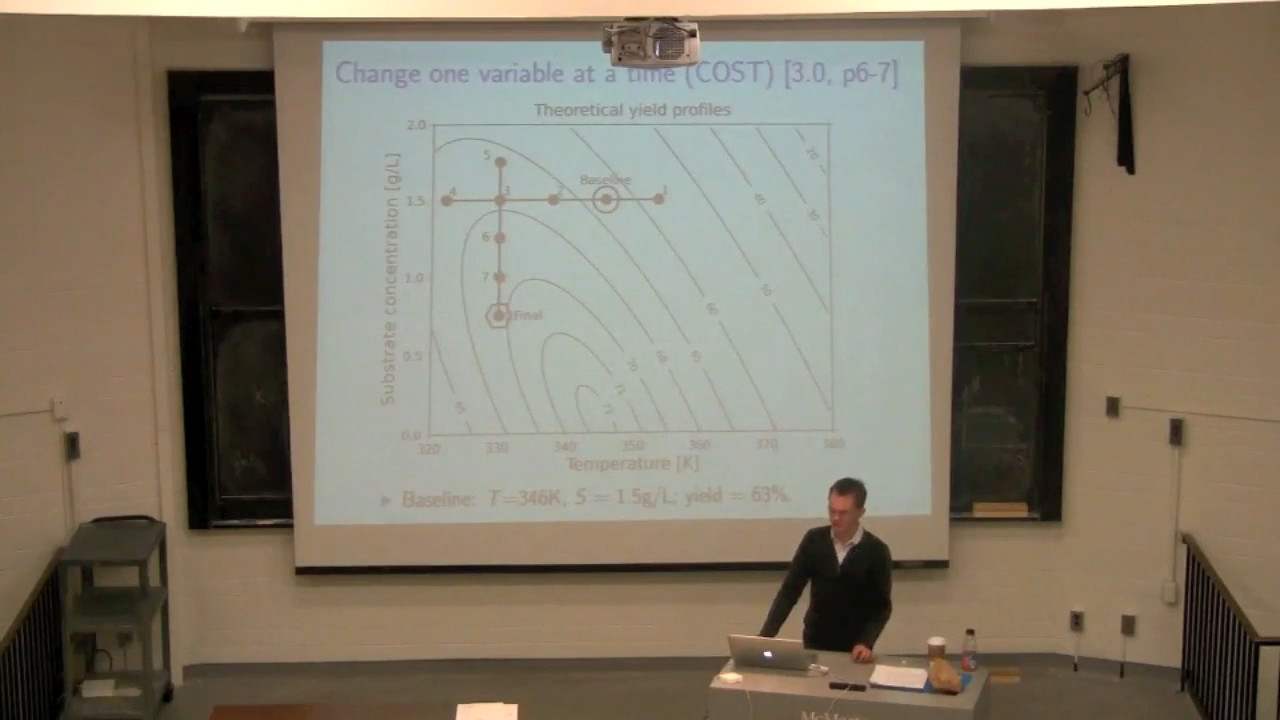 Change one variable at a time (COST) [3.0, p6-7]
Theoretical yield profiles
Substrate concentration [g/L]
2.0
1.5
1.0
0.5
0.0
5
4
3
2
Baseline
1
6
7
Final
320
330
340
350
360
370
380
Temperature [K]
Baseline: T=346K, S = 1.5g/L; yield = 63%